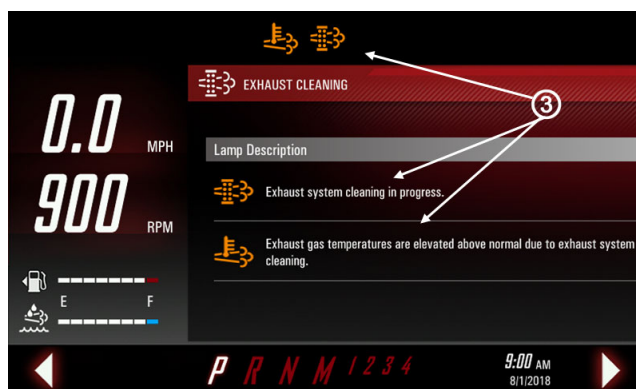 EXHAUST CLEANING
3
0.0 MPH
Lamp Description
Exhaust system cleaning in progress.
900 RPM
Exhaust gas temperatures are elevated above normal due to exhaust system
cleaning.
E F
P R N M 1 2 3 4
9:00 AM
8/1/2018